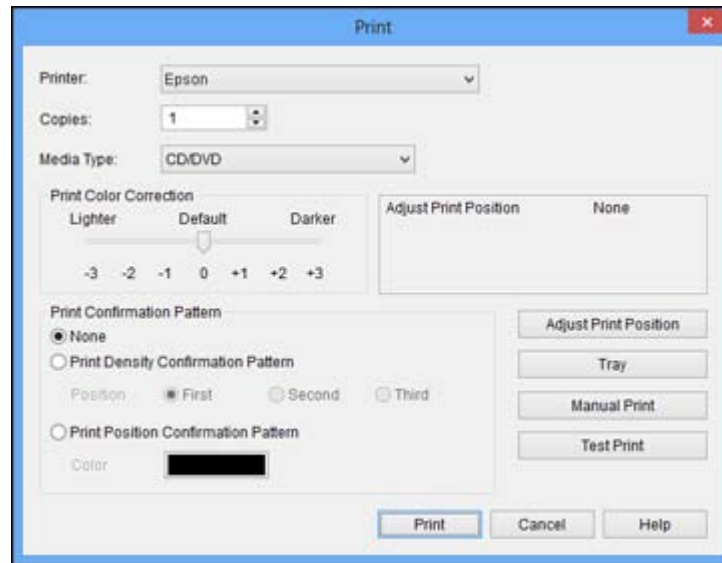 Print
Printer: Epson
Copies: 1
Media Type: CD/DVD
Print Color Correction
Lighter Default Darker
-3 -2 -1 0 +1 +2 +3
Adjust Print Position None
Print Confirmation Pattern
None
Print Density Confirmation Pattern
Position First Second Third
Print Position Confirmation Pattern
Color
Adjust Print Position
Tray
Manual Print
Test Print
Print Cancel Help